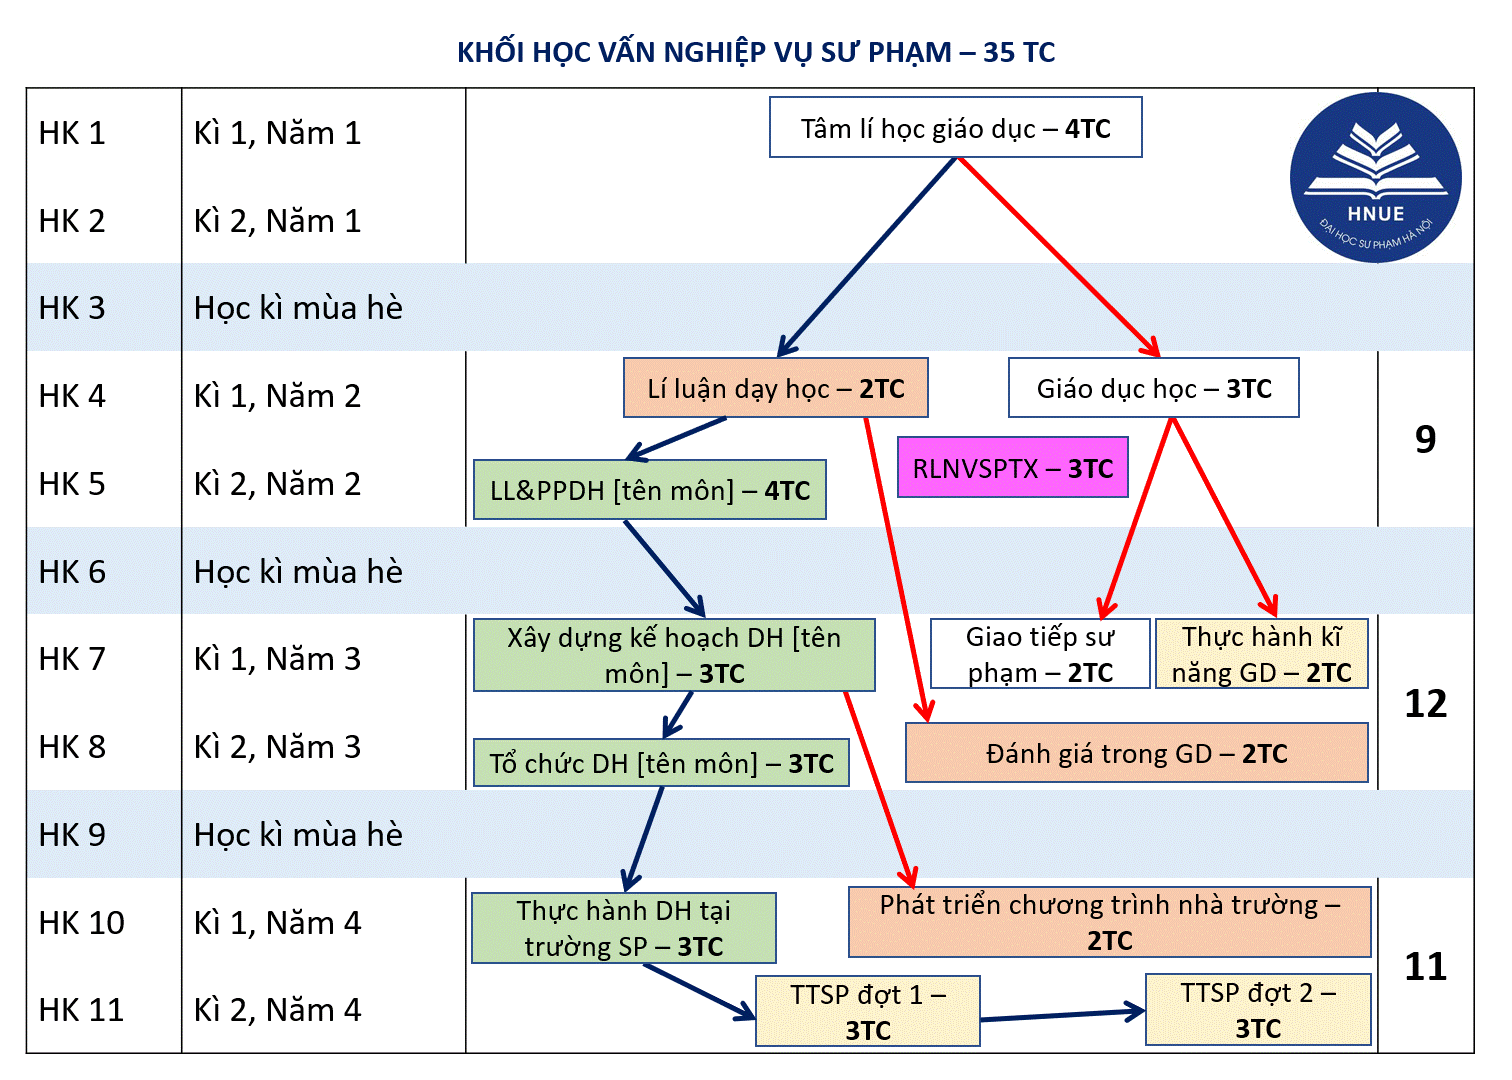 KHỐI HỌC VẤN NGHIỆP VỤ SƯ PHẠM – 35 TC
HK 1
Kì 1, Năm 1
Tâm lí học giáo dục – 4TC
HNUE
ĐẠI HỌC SƯ PHẠM HÀ NỘI
HK 2
Kì 2, Năm 1
HK 3
Học kì mùa hè
HK 4
Kì 1, Năm 2
Lí luận dạy học – 2TC
Giáo dục học – 3TC
9
RLNVSPTX – 3TC
HK 5
Kì 2, Năm 2
LL&PPDH [tên môn] – 4TC
HK 6
Học kì mùa hè
HK 7
Kì 1, Năm 3
Xây dựng kế hoạch DH [tên
môn] – 3TC
Giao tiếp sư
phạm – 2TC
Thực hành kĩ
năng GD – 2TC
12
HK 8
Kì 2, Năm 3
Tổ chức DH [tên môn] – 3TC
Đánh giá trong GD – 2TC
HK 9
Học kì mùa hè
HK 10
Kì 1, Năm 4
Thực hành DH tại
trường SP – 3TC
Phát triển chương trình nhà trường –
2TC
11
HK 11
Kì 2, Năm 4
TTSP đợt 1 –
3TC
TTSP đợt 2 –
3TC